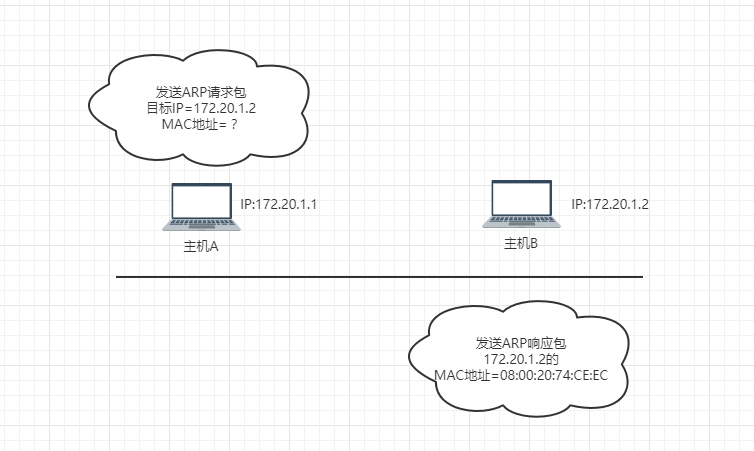 发送ARP请求包
目标IP=172.20.1.2
MAC地址=？
IP:172.20.1.1
IP:172.20.1.2
主机A
主机B
发送ARP响应包
172.20.1.2的
MAC地址=08:00:20:74:CE:EC